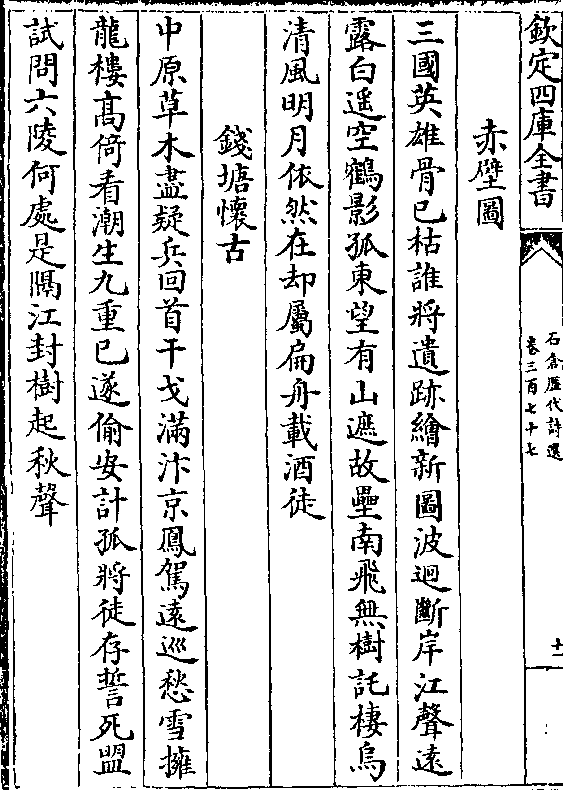 欽定四庫全書
石倉歷代詩選
卷三百七十七
十一
赤壁圖
三國英雄骨已枯誰將遺跡繪新圖波迴斷岸江聲遠
露白遥空鶴影孤東望有山遮故壘南飛無樹託棲烏
清風明月依然在却屬扁舟載酒徒
錢塘懷古
中原草木盡疑兵回首干戈滿汴京鳳駕遠巡愁雪擁
龍樓高倚看潮生九重已遂偷安計孤將徒存誓死盟
試問六陵何處是隔江封樹起秋聲